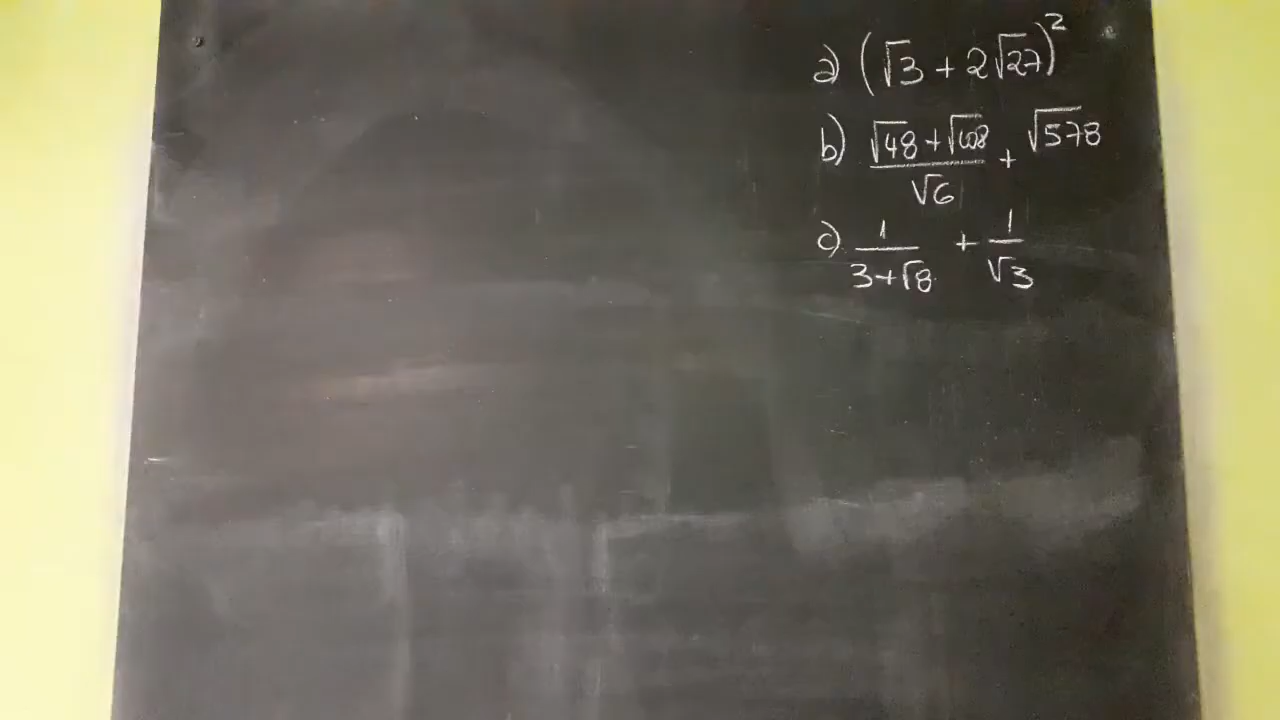 a) (√3 + 2√27)²
b) (√48 + √108)/√6 + √578
c) 1/(3+√8) + 1/√3